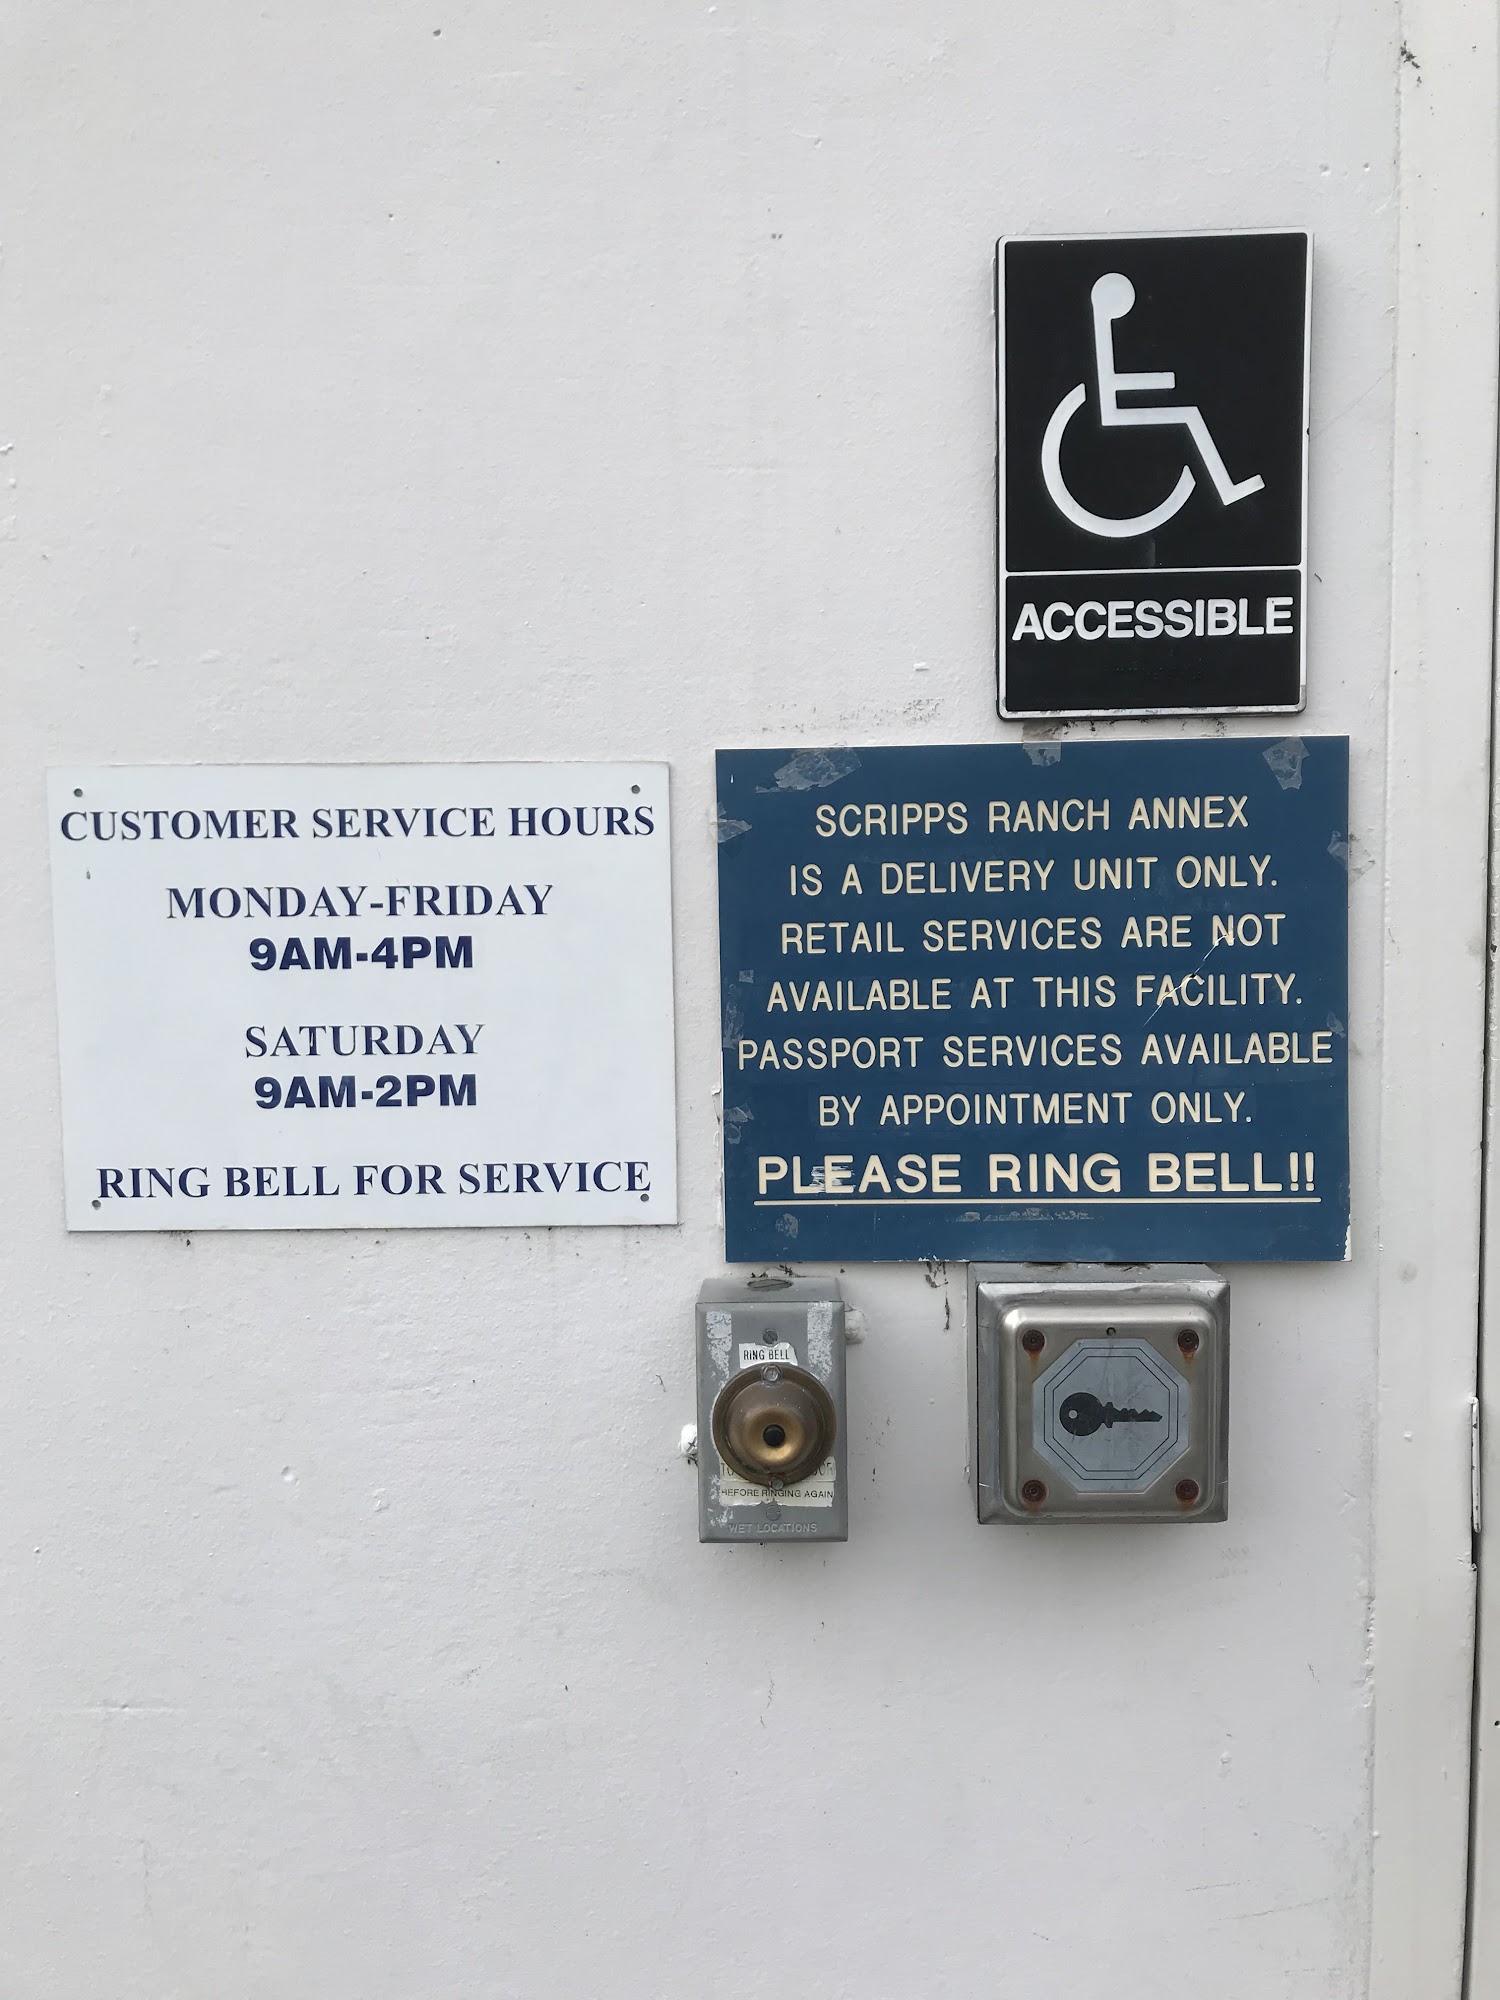 ACCESSIBLE
CUSTOMER SERVICE HOURS
MONDAY-FRIDAY
9AM-4PM
SATURDAY
9AM-2PM
RING BELL FOR SERVICE
SCRIPPS RANCH ANNEX
IS A DELIVERY UNIT ONLY.
RETAIL SERVICES ARE NOT
AVAILABLE AT THIS FACILITY.
PASSPORT SERVICES AVAILABLE
BY APPOINTMENT ONLY.
PLEASE RING BELL!!
RING BELL
BEFORE RINGING AGAIN
WET LOCATIONS